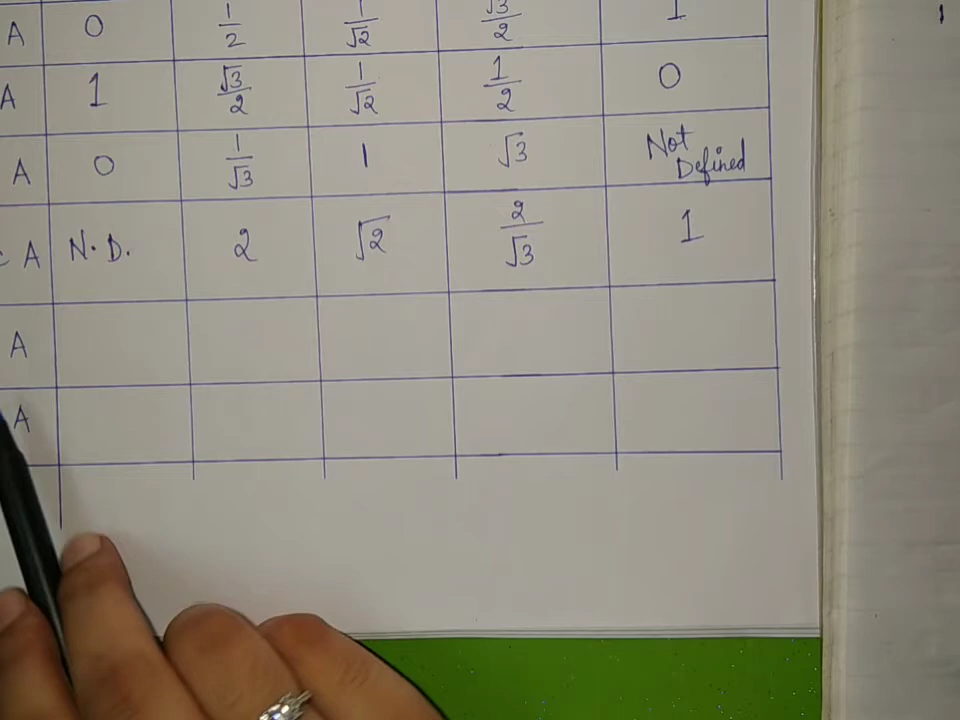 A 0 1/2 1/√2 √3/2 1
A 1 √3/2 1/√2 1/2 0
A 0 1/√3 1 √3 Not Defined
A N.D. 2 √2 2/√3 1
A
A